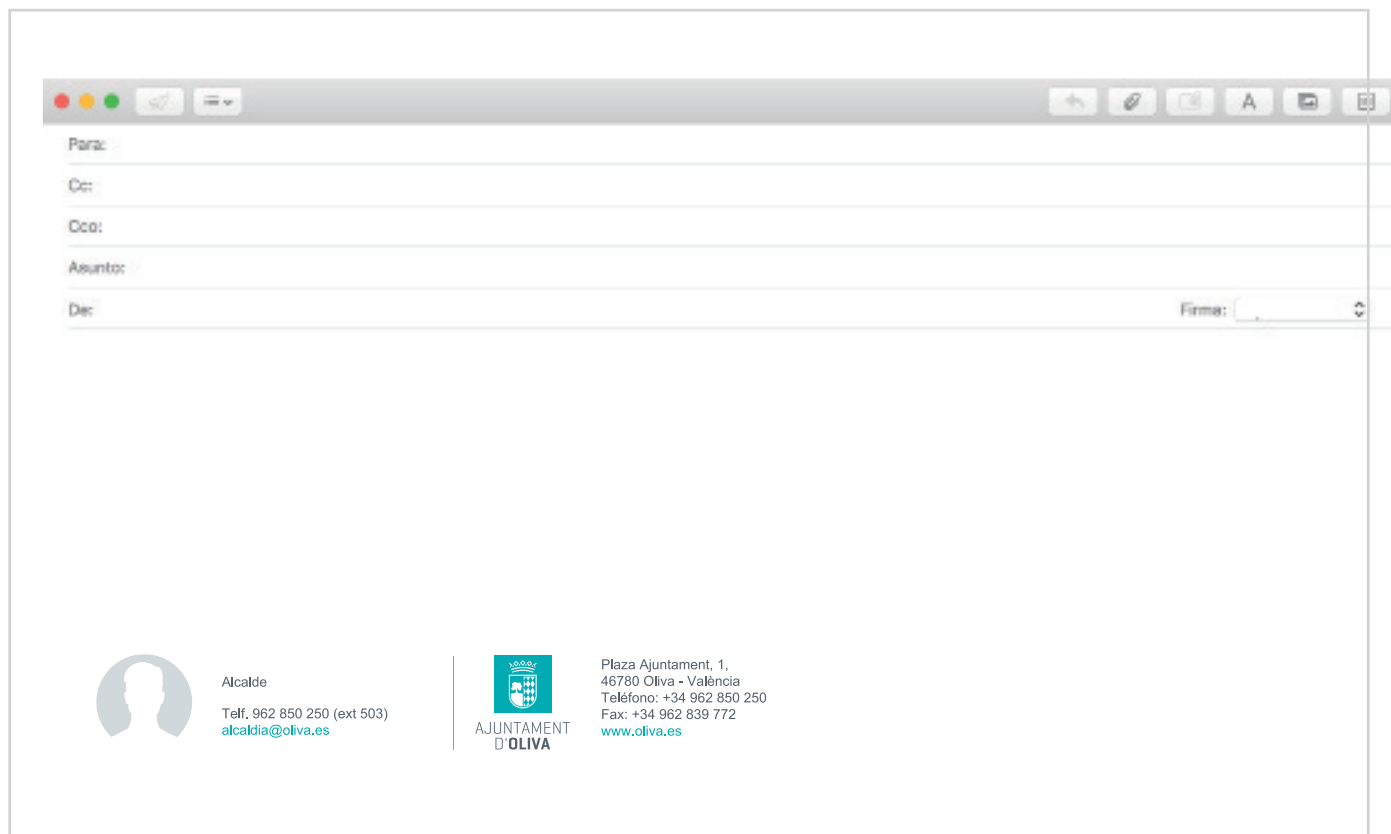 Para:
Cc:
Cco:
Asunto:
De:
Firma:
A
Alcalde
Telf. 962 850 250 (ext 503)
alcaldia@oliva.es
AJUNTAMENT
D'OLIVA
Plaza Ajuntament, 1,
46780 Oliva - València
Teléfono: +34 962 850 250
Fax: +34 962 839 772
www.oliva.es